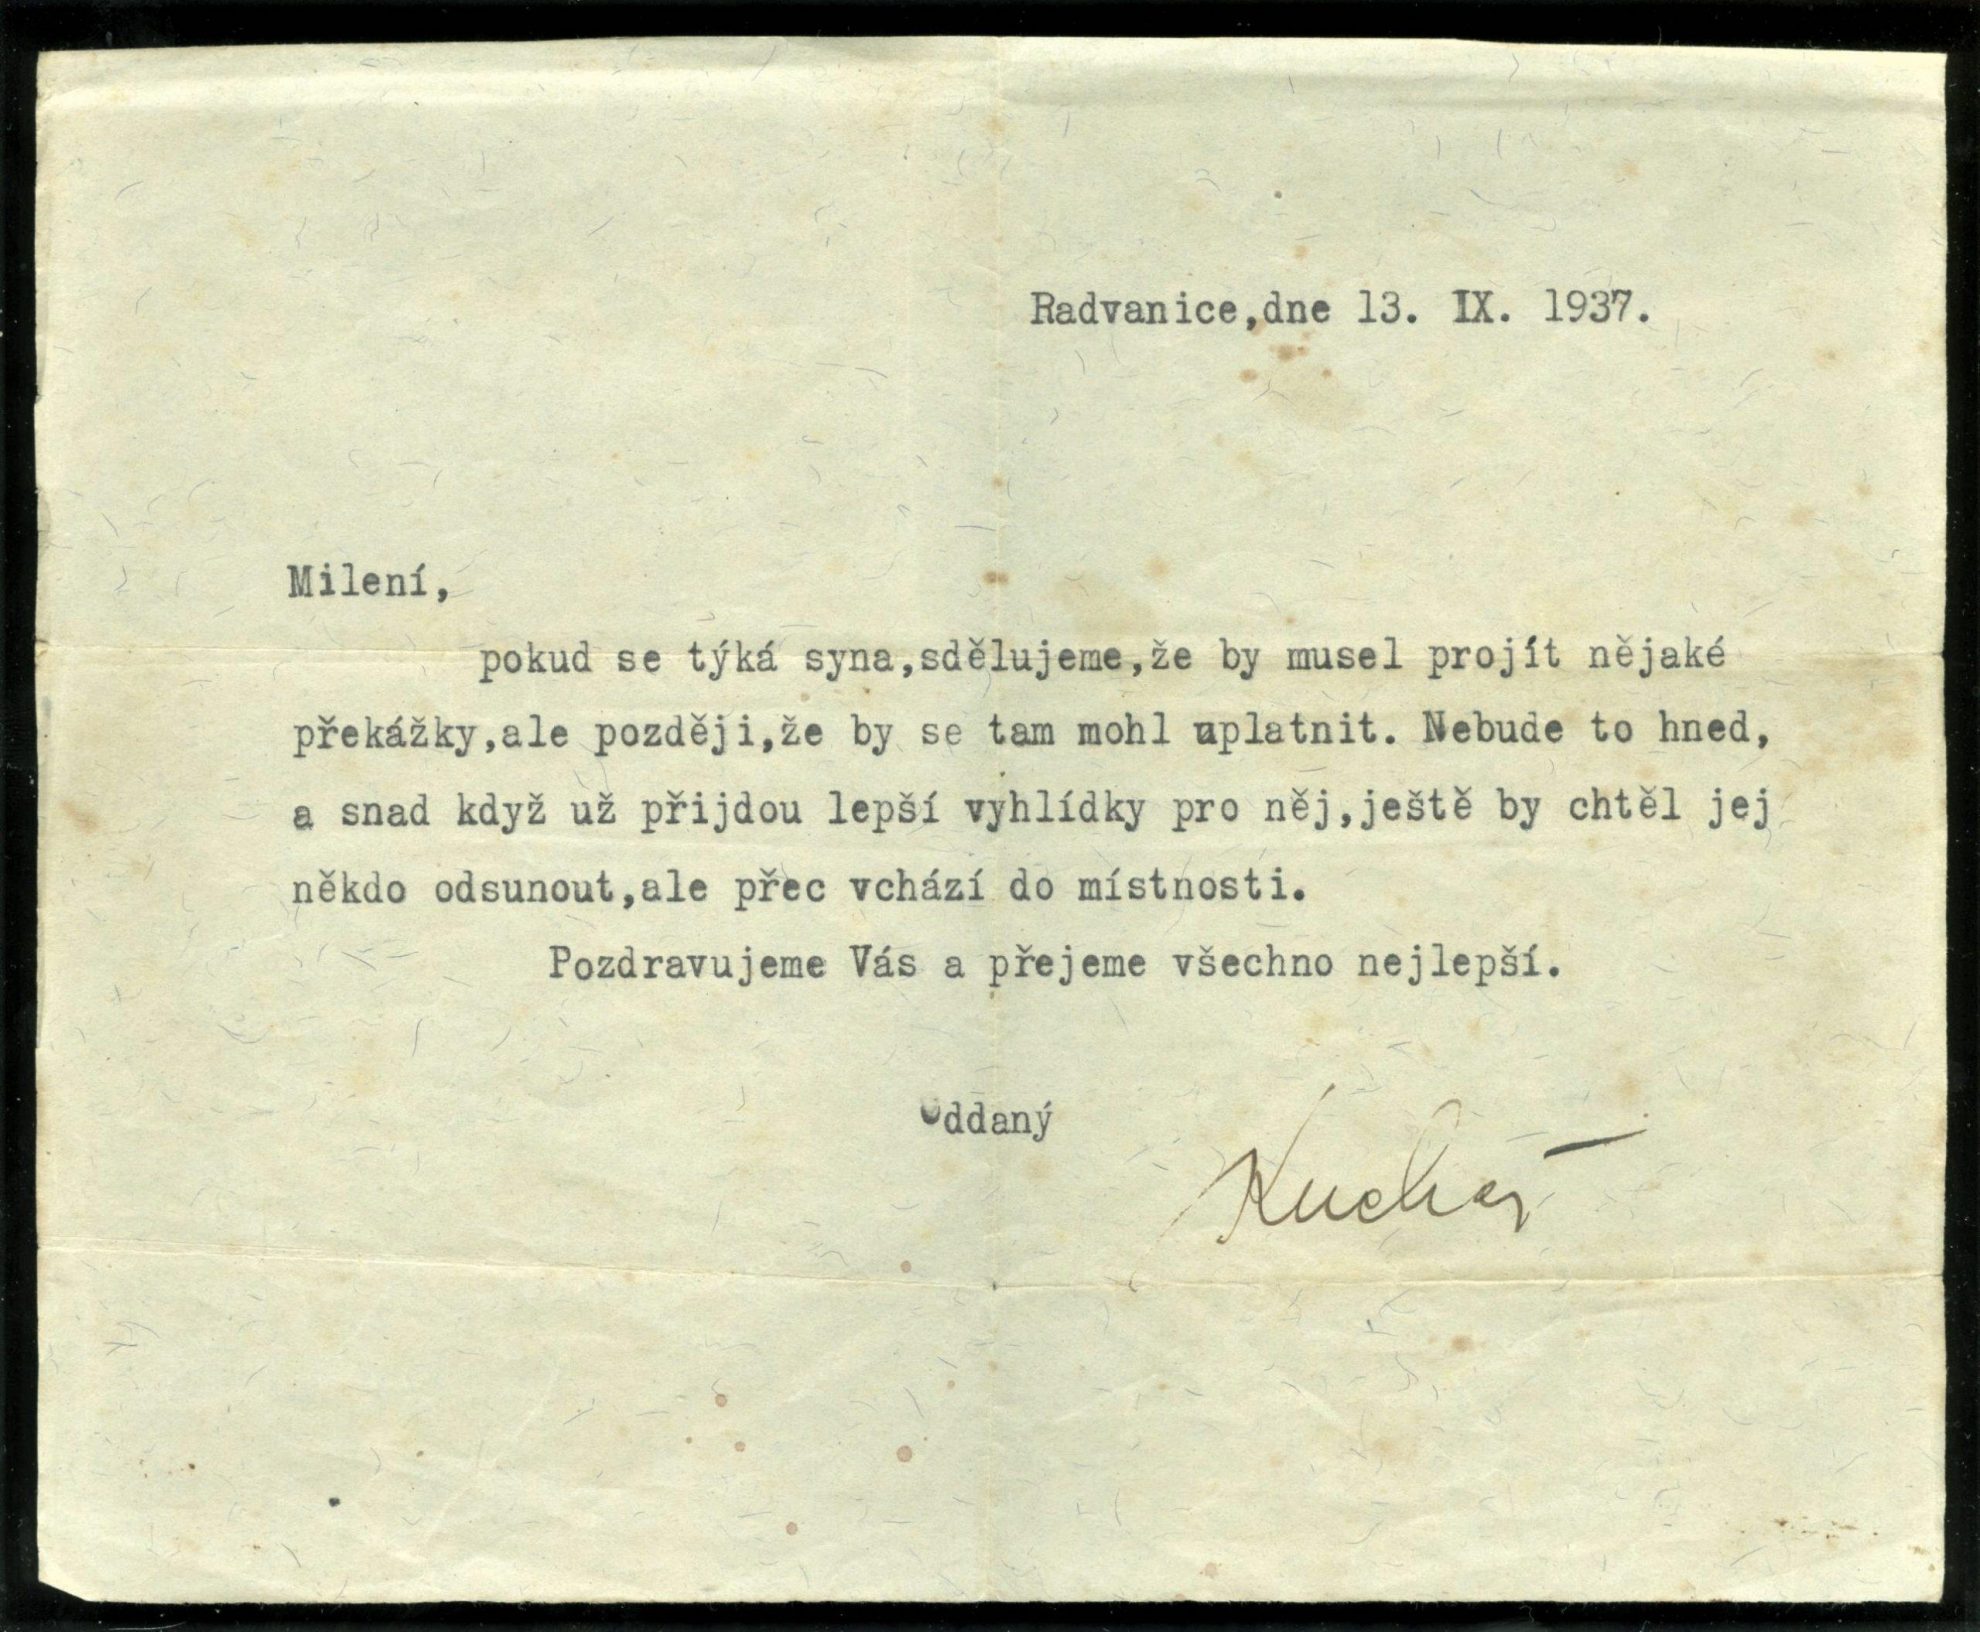 Radvanice,dne 13. IX. 1937.
Milení,
pokud se týká syna,sdělujeme,že by musel projít nějaké
překážky,ale později,že by se tam mohl uplatnit. Nebude to hned,
a snad když už přijdou lepší vyhlídky pro něj,ještě by chtěl jej
někdo odsunout,ale přec vchází do místnosti.
Pozdravujeme Vás a přejeme všechno nejlepší.
Oddaný
Kuchař